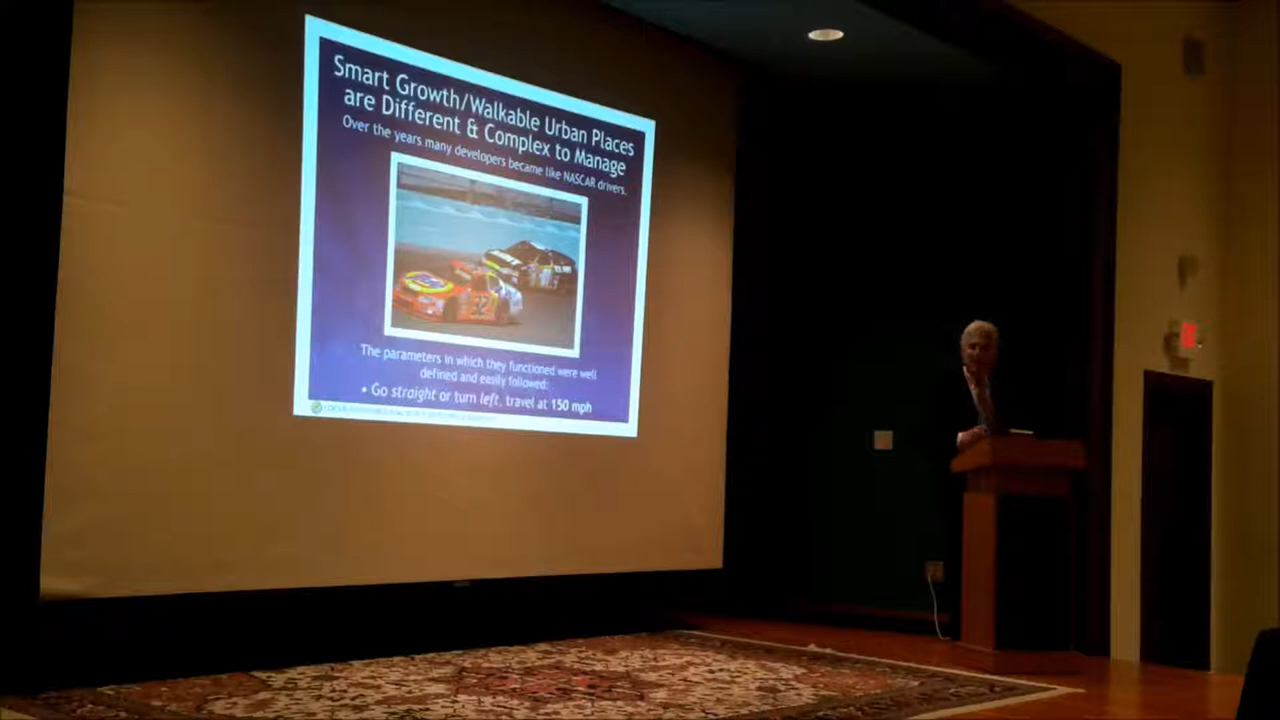 Smart Growth/Walkable Urban Places
are Different & Complex to Manage
Over the years many developers became like NASCAR drivers.
Tide
32
The parameters in which they functioned were well
defined and easily followed:
• Go straight or turn left, travel at 150 mph